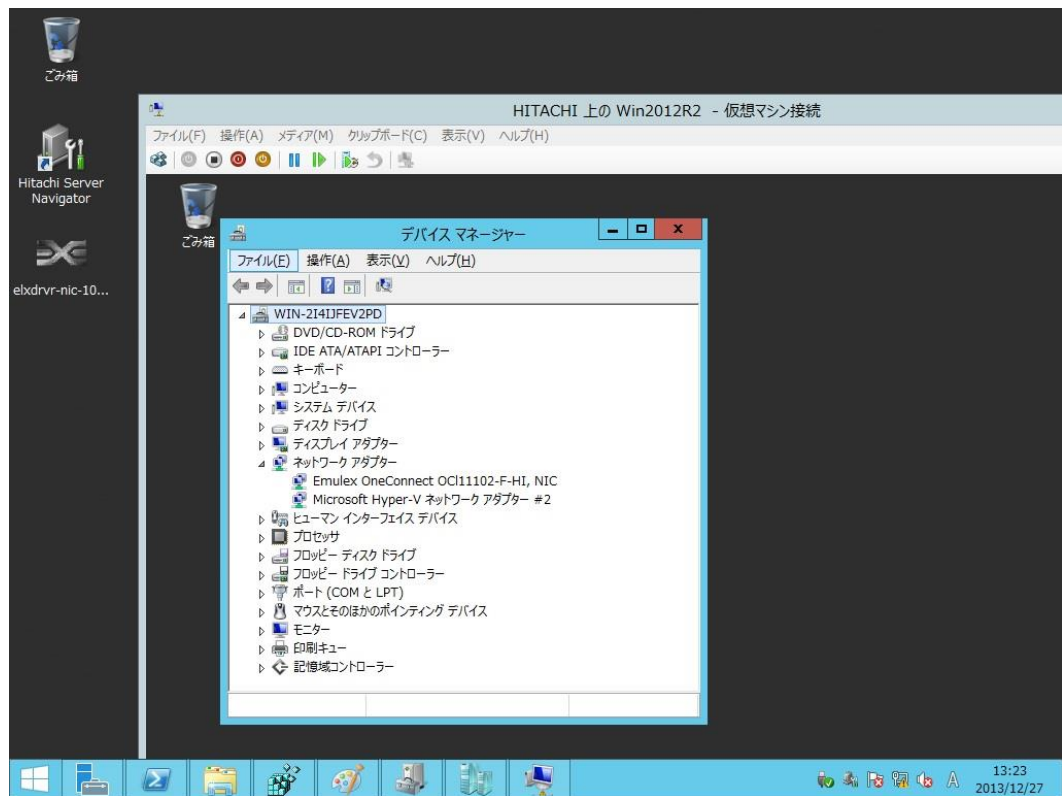 ごみ箱
Hitachi Server
Navigator
elxdrvr-nic-10...
HITACHI 上の Win2012R2 - 仮想マシン接続
ファイル(F) 操作(A) メディア(M) クリップボード(C) 表示(V) ヘルプ(H)
ごみ箱
デバイス マネージャー
ファイル(F) 操作(A) 表示(V) ヘルプ(H)
WIN-2I4IJFEV2PD
DVD/CD-ROM ドライブ
IDE ATA/ATAPI コントローラー
キーボード
コンピューター
システム デバイス
ディスク ドライブ
ディスプレイ アダプター
ネットワーク アダプター
Emulex OneConnect OCl11102-F-HI, NIC
Microsoft Hyper-V ネットワーク アダプター #2
ヒューマン インターフェイス デバイス
プロセッサ
フロッピー ディスク ドライブ
フロッピー ドライブ コントローラー
ポート (COM と LPT)
マウスとそのほかのポインティング デバイス
モニター
印刷キュー
記憶域コントローラー
A
13:23
2013/12/27